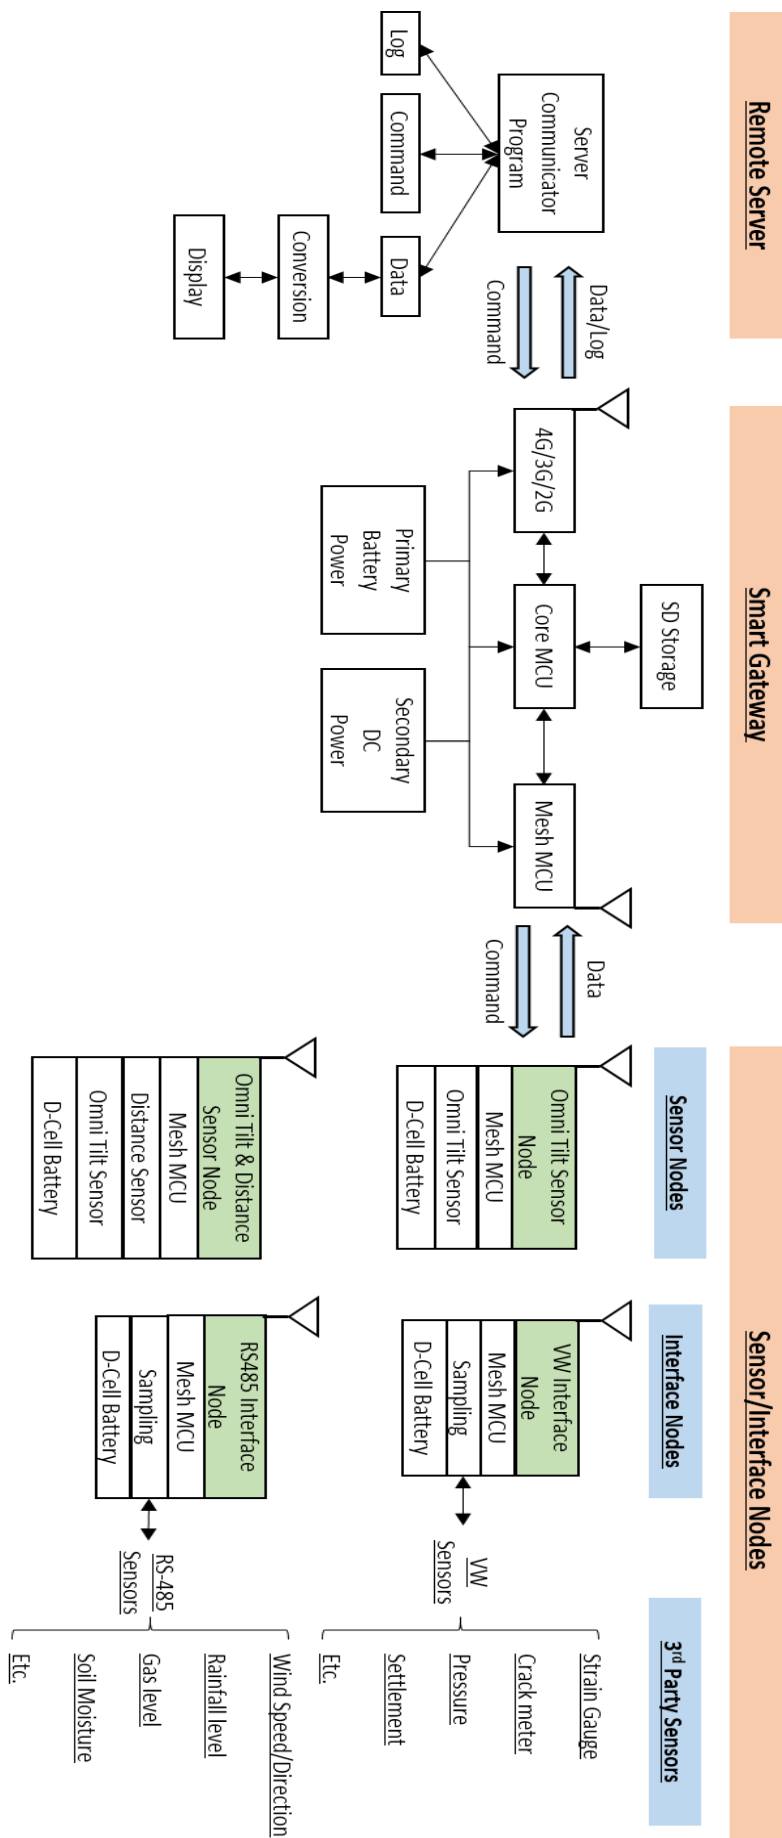 Remote Server
Smart Gateway
Sensor/Interface Nodes
Sensor Nodes
Interface Nodes
3rd Party Sensors
Server
Communicator
Program
Log
Command
Data
Conversion
Display
Data/Log
Command
4G/3G/2G
Core MCU
SD Storage
Mesh MCU
Primary
Battery
Power
Secondary
DC
Power
Data
Command
Omni Tilt Sensor
Node
Mesh MCU
Omni Tilt Sensor
D-Cell Battery
Omni Tilt & Distance
Sensor Node
Mesh MCU
Distance Sensor
Omni Tilt Sensor
D-Cell Battery
VW Interface
Node
Mesh MCU
Sampling
D-Cell Battery
RS485 Interface
Node
Mesh MCU
Sampling
D-Cell Battery
VW
Sensors
Strain Gauge
Crack meter
Pressure
Settlement
Etc.
RS-485
Sensors
Wind Speed/Direction
Rainfall level
Gas level
Soil Moisture
Etc.